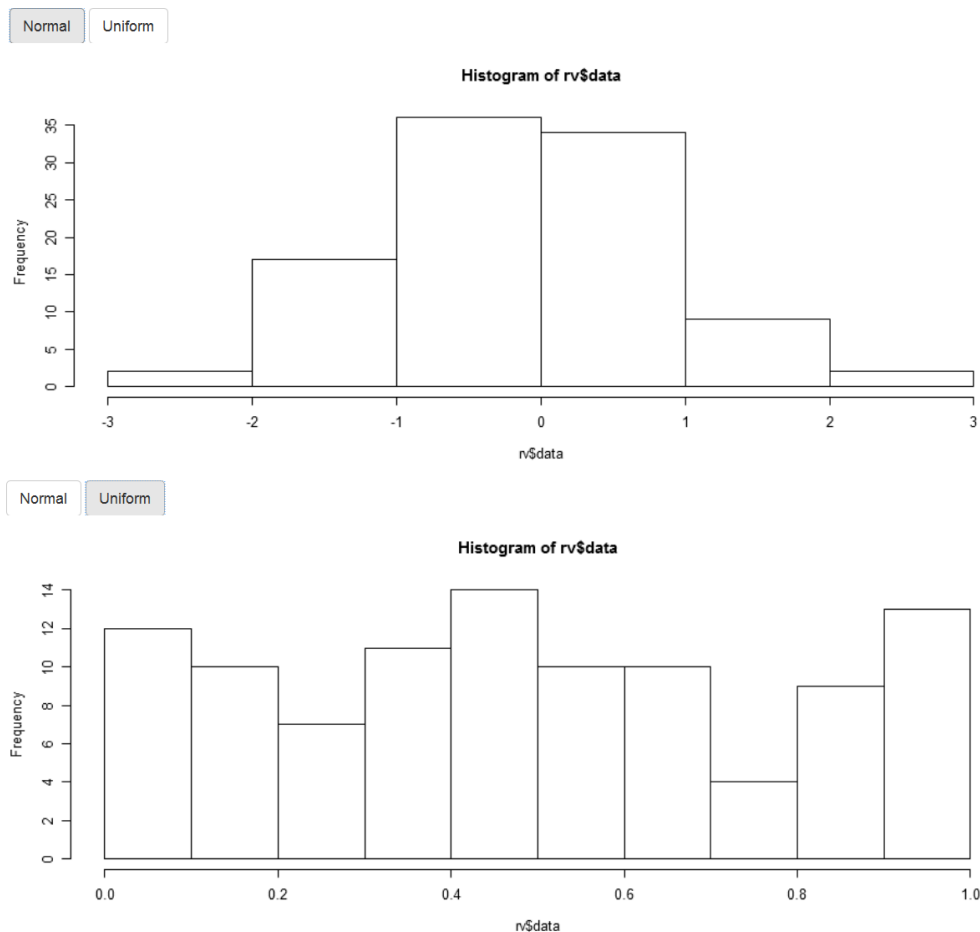 Normal Uniform
Histogram of rv$data
35
30
25
20
15
10
5
0
Frequency
-3 -2 -1 0 1 2 3
rv$data
Normal Uniform
Histogram of rv$data
14
12
10
8
6
4
2
0
Frequency
0.0 0.2 0.4 0.6 0.8 1.0
rv$data